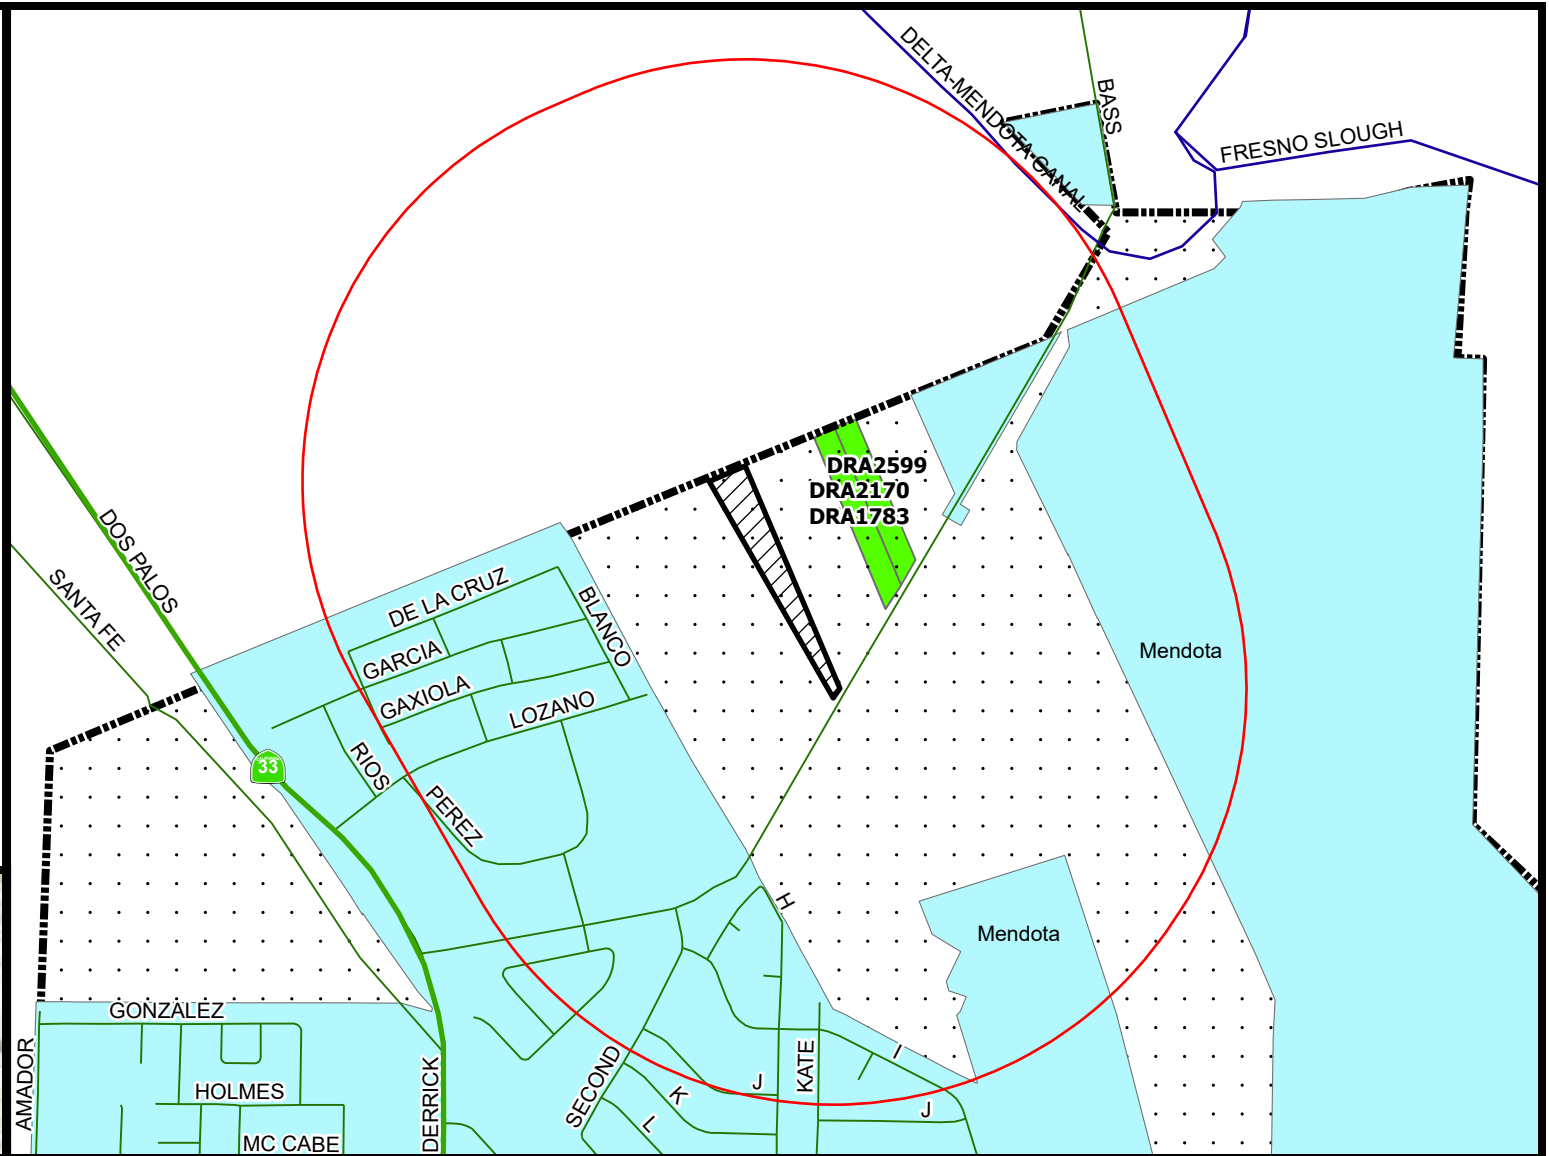 DELTA-MENDOTA CANAL
BASS
FRESNO SLOUGH
DRA2599
DRA2170
DRA1783
DOS PALOS
SANTA FE
DE LA CRUZ
BLANCO
GARCIA
GAXIOLA
LOZANO
Mendota
RIOS
33
PEREZ
H
Mendota
GONZALEZ
AMADOR
HOLMES
DERRICK
SECOND
KATE
I
J
K
J
L
MC CABE